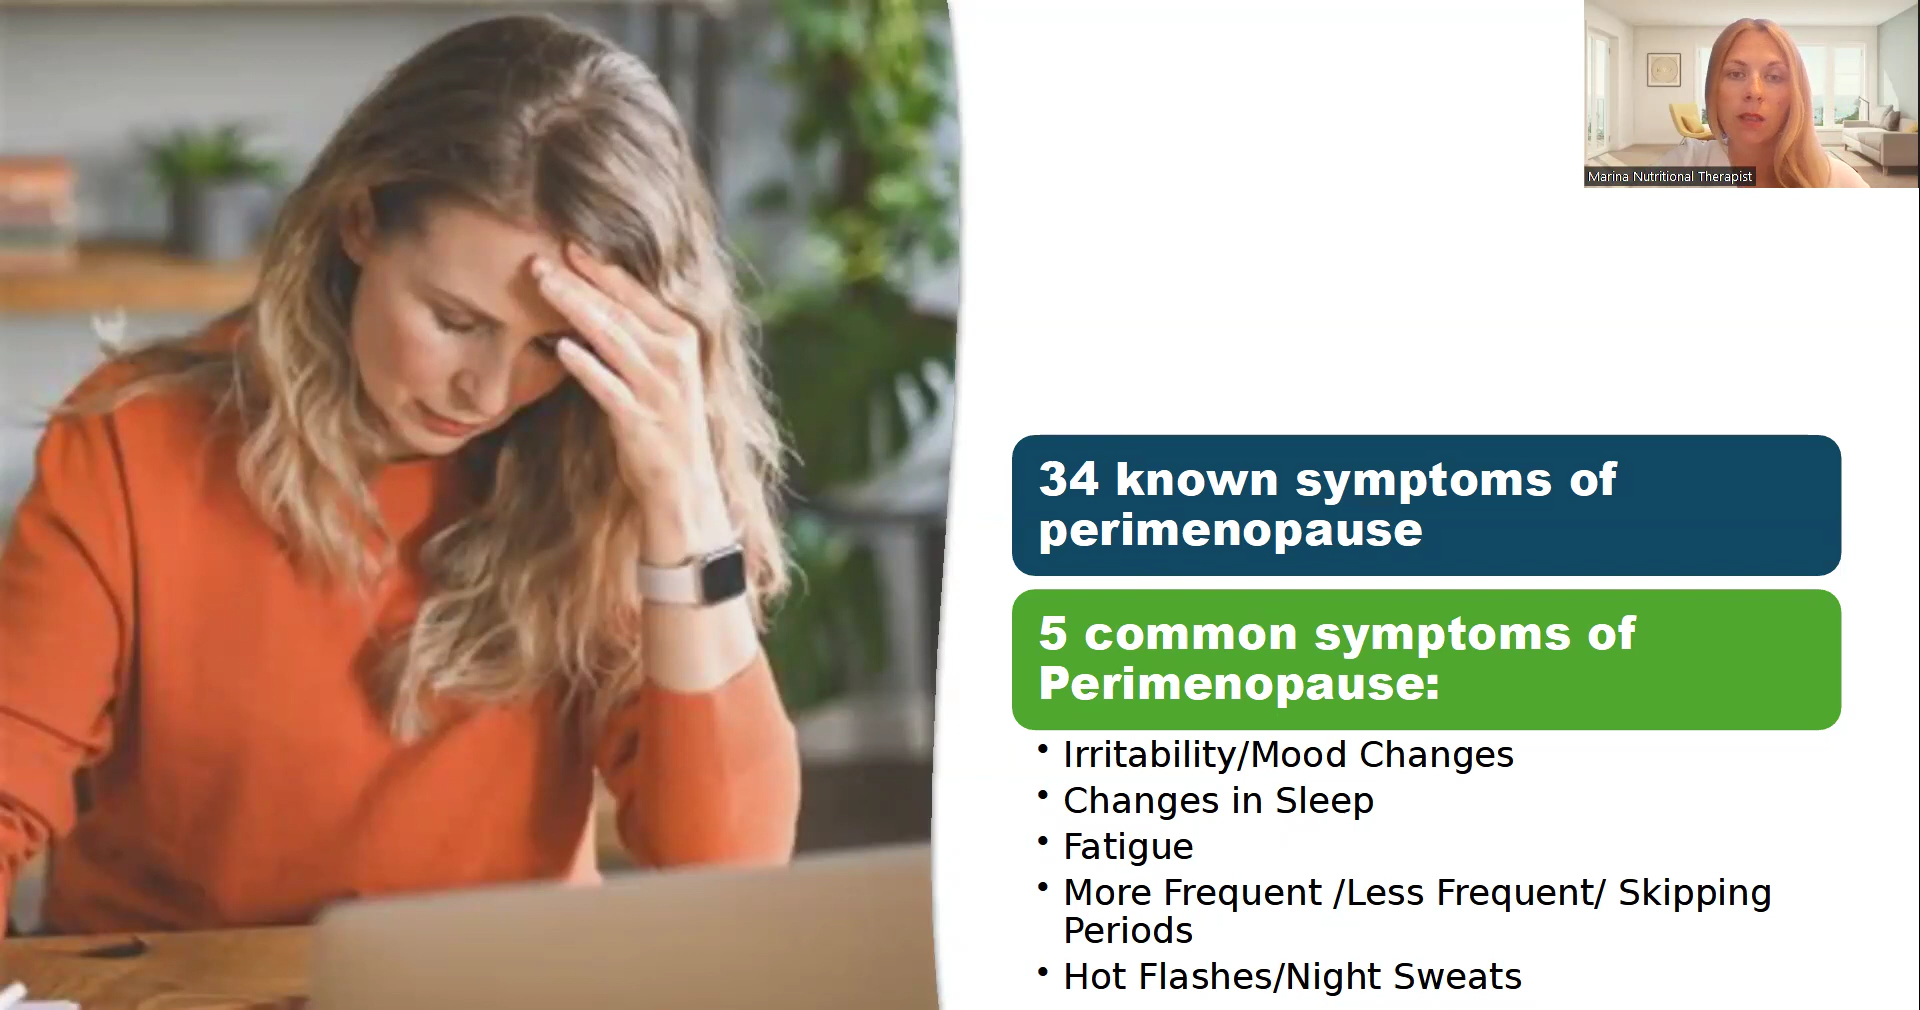 Marina Nutritional Therapist
34 known symptoms of
perimenopause
5 common symptoms of
Perimenopause:
• Irritability/Mood Changes
• Changes in Sleep
• Fatigue
• More Frequent /Less Frequent/ Skipping
Periods
• Hot Flashes/Night Sweats